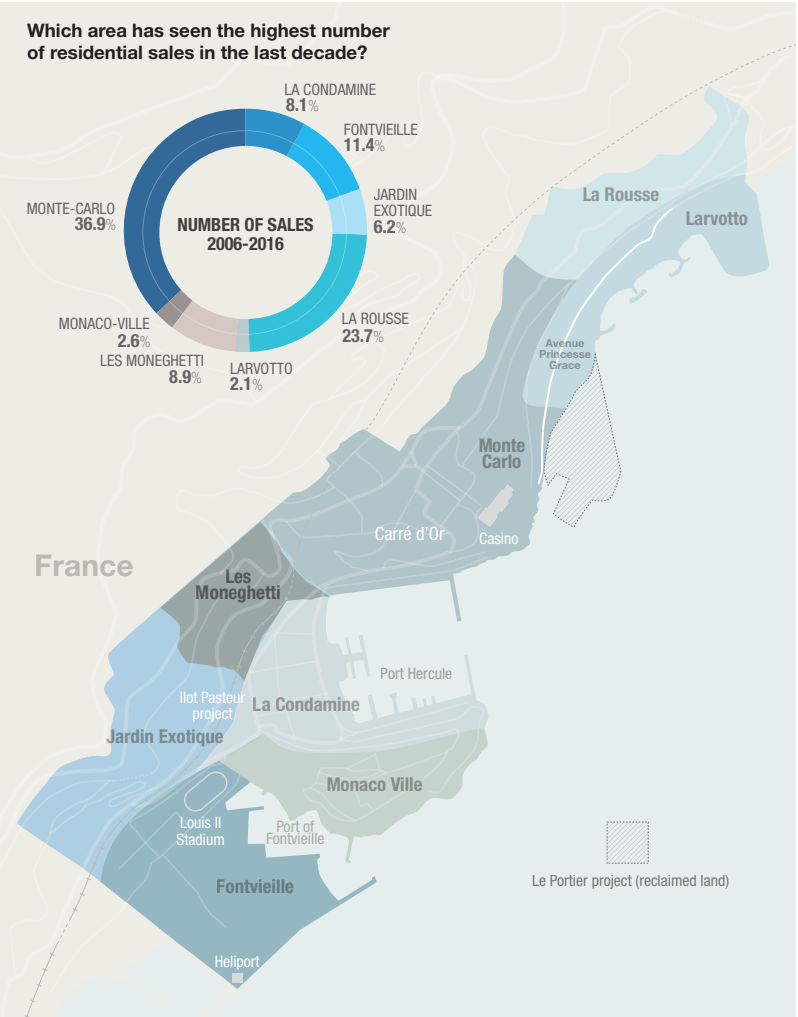 Which area has seen the highest number
of residential sales in the last decade?
LA CONDAMINE
8.1%
FONTVIEILLE
11.4%
JARDIN
EXOTIQUE
6.2%
MONTE-CARLO
36.9%
NUMBER OF SALES
2006-2016
LA ROUSSE
23.7%
MONACO-VILLE
2.6%
LES MONEGHETTI
8.9%
LARVOTTO
2.1%
La Rousse
Larvotto
Avenue
Princesse
Grace
Monte
Carlo
Carré d'Or
Casino
France
Les
Moneghetti
Port Hercule
Ilot Pasteur
project
La Condamine
Jardin Exotique
Monaco Ville
Louis II
Stadium
Port of
Fontvieille
Le Portier project (reclaimed land)
Fontvieille
Heliport